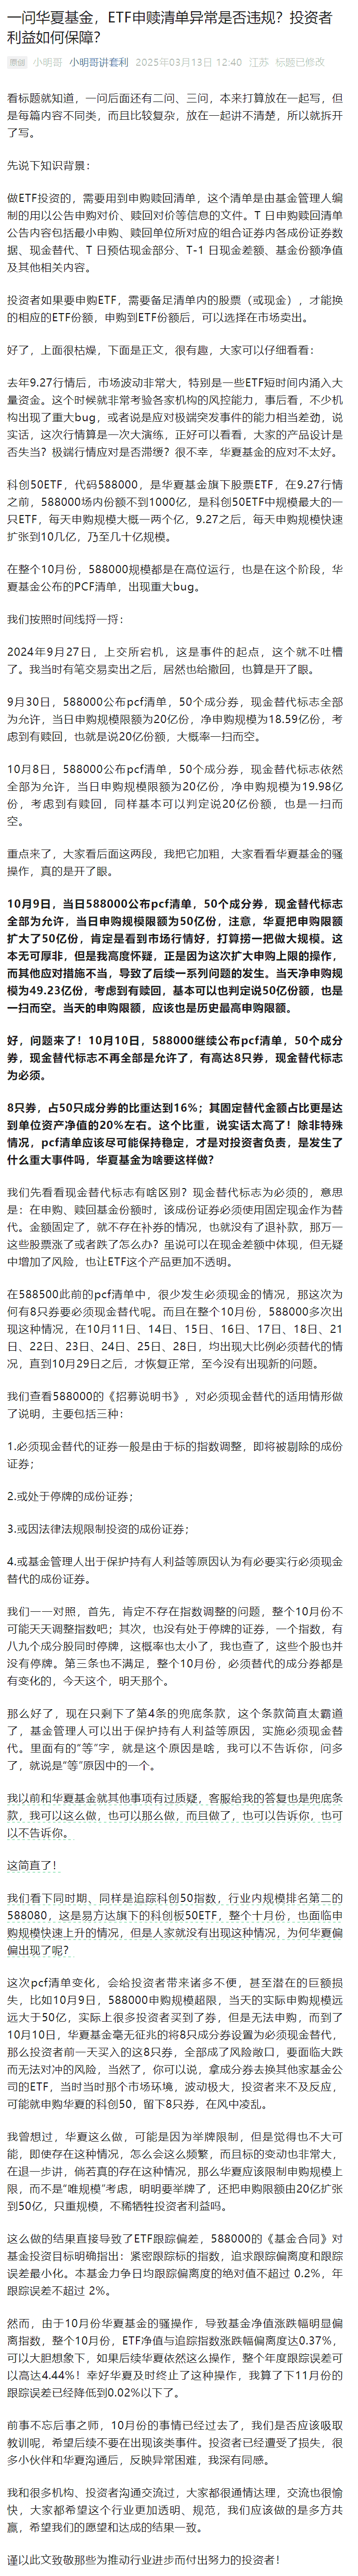 一问华夏基金，ETF申赎清单异常是否违规？投资者
利益如何保障？
原创 小明哥 小明哥讲套利 2025年03月13日 12:40 江苏 标题已修改
看标题就知道，一问后面还有二问、三问，本来打算放在一起写，但
是每篇内容不同类，而且比较复杂，放在一起讲不清楚，所以就拆开
了写。
先说下知识背景：
做ETF投资的，需要用到申购赎回清单，这个清单是由基金管理人编
制的用以公告申购对价、赎回对价等信息的文件。T 日申购赎回清单
公告内容包括最小申购、赎回单位所对应的组合证券内各成份证券数
据、现金替代、T 日预估现金部分、T-1 日现金差额、基金份额净值
及其他相关内容。
投资者如果要申购ETF，需要备足清单内的股票（或现金），才能换
的相应的ETF份额，申购到ETF份额后，可以选择在市场卖出。
好了，上面很枯燥，下面是正文，很有趣，大家可以仔细看看：
去年9.27行情后，市场波动非常大，特别是一些ETF短时间内涌入大
量资金。这个时候就非常考验各家机构的风控能力，事后看，不少机
构出现了重大bug，或者说是应对极端突发事件的能力相当差劲，说
实话，这次行情算是一次大演练，正好可以看看，大家的产品设计是
否失当？极端行情应对是否滞缓？很不幸，华夏基金的应对不太好。
科创50ETF，代码588000，是华夏基金旗下股票ETF，在9.27行情
之前，588000场内份额不到1000亿，是科创50ETF中规模最大的一
只ETF，每天申购规模大概一两个亿，9.27之后，每天申购规模快速
扩张到10几亿，乃至几十亿规模。
在整个10月份，588000规模都是在高位运行，也是在这个阶段，华
夏基金公布的PCF清单，出现重大bug。
我们按照时间线捋一捋：
2024年9月27日，上交所宕机，这是事件的起点，这个就不吐槽
了。我当时有笔交易卖出之后，居然也给撤回，也算是开了眼。
9月30日，588000公布pcf清单，50个成分券，现金替代标志全部
为允许，当日申购规模限额为20亿份，净申购规模为18.59亿份，考
虑到有赎回，也就是说20亿份额，大概率一扫而空。
10月8日，588000公布pcf清单，50个成分券，现金替代标志依然
全部为允许，当日申购规模限额为20亿份，净申购规模为19.98亿
份，考虑到有赎回，同样基本可以判定说20亿份额，也是一扫而
空。
重点来了，大家看后面这两段，我把它加粗，大家看看华夏基金的骚
操作，真的是开了眼。
10月9日，当日588000公布pcf清单，50个成分券，现金替代标志
全部为允许，当日申购规模限额为50亿份，注意，华夏把申购限额
扩大了50亿份，肯定是看到市场行情好，打算捞一把做大规模。这
本无可厚非，但是我高度怀疑，正是因为这次扩大申购上限的操作，
而其他应对措施不当，导致了后续一系列问题的发生。当天净申购规
模为49.23亿份，考虑到有赎回，基本可以也判定说50亿份额，也是
一扫而空。当天的申购限额，应该也是历史最高申购限额。
好，问题来了！10月10日，588000继续公布pcf清单，50个成分
券，现金替代标志不再全部是允许了，有高达8只券，现金替代标志
为必须。
8只券，占50只成分券的比重达到16%；其固定替代金额占比更是达
到单位资产净值的20%左右。这个比重，说实话太高了！除非特殊
情况，pcf清单应该尽可能保持稳定，才是对投资者负责，是发生了
什么重大事件吗，华夏基金为啥要这样做？
我们先看看现金替代标志有啥区别？现金替代标志为必须的，意思
是：在申购、赎回基金份额时，该成份证券必须使用固定现金作为替
代。金额固定了，就不存在补券的情况，也就没有了退补款，那万一
这些股票涨了或者跌了怎么办？虽说可以在现金差额中体现，但无疑
中增加了风险，也让ETF这个产品更加不透明。
在588500此前的pcf清单中，很少发生必须现金的情况，那这次为
何有8只券要必须现金替代呢。而且在整个10月份，588000多次出
现这种情况，在10月11日、14日、15日、16日、17日、18日、21
日、22日、23日、24日、25日、28日，均出现大比例必须替代的情
况，直到10月29日之后，才恢复正常，至今没有出现新的问题。
我们查看588000的《招募说明书》，对必须现金替代的适用情形做
了说明，主要包括三种：
1.必须现金替代的证券一般是由于标的指数调整，即将被剔除的成份
证券；
2.或处于停牌的成份证券；
3.或因法律法规限制投资的成份证券；
4.或基金管理人出于保护持有人利益等原因认为有必要实行必须现金
替代的成份证券。
我们一一对照，首先，肯定不存在指数调整的问题，整个10月份不
可能天天调整指数吧；其次，也没有处于停牌的证券，一个指数，有
八九个成分股同时停牌，这概率也太小了，我也查了，这些个股也并
没有停牌。第三条也不满足，整个10月份，必须替代的成分券都是
有变化的，今天这个，明天那个。
那么好了，现在只剩下了第4条的兜底条款，这个条款简直太霸道
了，基金管理人可以出于保护持有人利益等原因，实施必须现金替
代。里面有的“等”字，就是这个原因是啥，我可以不告诉你，问多
了，就说是“等”原因中的一个。
我以前和华夏基金就其他事项有过质疑，客服给我的答复也是兜底条
款，我可以这么做，也可以那么做，而且做了，也可以告诉你，也可
以不告诉你。
这简直了！
我们看下同时期、同样是追踪科创50指数，行业内规模排名第二的
588080，这是易方达旗下的科创板50ETF，整个十月份，也面临申
购规模快速上升的情况，但是人家就没有出现这种情况，为何华夏偏
偏出现了呢？
这次pcf清单变化，会给投资者带来诸多不便，甚至潜在的巨额损
失，比如10月9日，588000申购规模超限，当天的实际申购规模远
远大于50亿，实际上很多投资者买到了券，但是无法申购，而到了
10月10日，华夏基金毫无征兆的将8只成分券设置为必须现金替代，
那么投资者前一天买入的这8只券，全部成了风险敞口，要面临大跌
而无法对冲的风险，当然了，你可以说，拿成分券去换其他家基金公
司的ETF，当时当时那个市场环境，波动极大，投资者来不及反应，
可能就申购华夏的科创50，留下8只券，在风中凌乱。
我曾想过，华夏这么做，可能是因为举牌限制，但是觉得也不大可
能，即使存在这种情况，怎么会这么频繁，而且目标的变动也非常大，
在退一步讲，倘若真的存在这种情况，那么华夏应该限制申购规模上
限，而不是“唯规模”考虑，明明要举牌了，还把申购限额由20亿扩张
到50亿，只重规模，不惜牺牲投资者利益吗。
这么做的结果直接导致了ETF跟踪偏差，588000的《基金合同》对
基金投资目标明确指出：紧密跟踪标的指数，追求跟踪偏离度和跟踪
误差最小化。本基金力争日均跟踪偏离度的绝对值不超过 0.2%，年
跟踪误差不超过 2%。
然而，由于10月份华夏基金的骚操作，导致基金净值涨跌幅明显偏
离指数，整个10月份，ETF净值与追踪指数涨跌幅偏离度达0.37%，
可以大胆想象下，如果后续华夏依然这么操作，整个年度跟踪误差可
以高达4.44%！幸好华夏及时终止了这种操作，我算了下11月份的
跟踪误差已经降低到0.02%以下了。
前事不忘后事之师，10月份的事情已经过去了，我们是否应该吸取
教训呢，希望后续不要在出现该类事件。投资者已经遭受了损失，很
多小伙伴和华夏沟通后，反映异常困难，我深有同感。
我和很多机构、投资者沟通交流过，大家都很通情达理，交流也很愉
快，大家都希望这个行业更加透明、规范，我们应该做的是多方共
赢，希望我们的愿望和达成的结果一致。
谨以此文致敬那些为推动行业进步而付出努力的投资者！